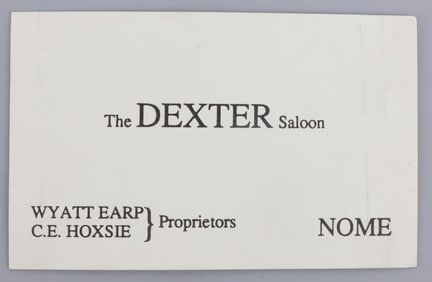 The DEXTER Saloon
WYATT EARP
C.E. HOXSIE
} Proprietors
NOME